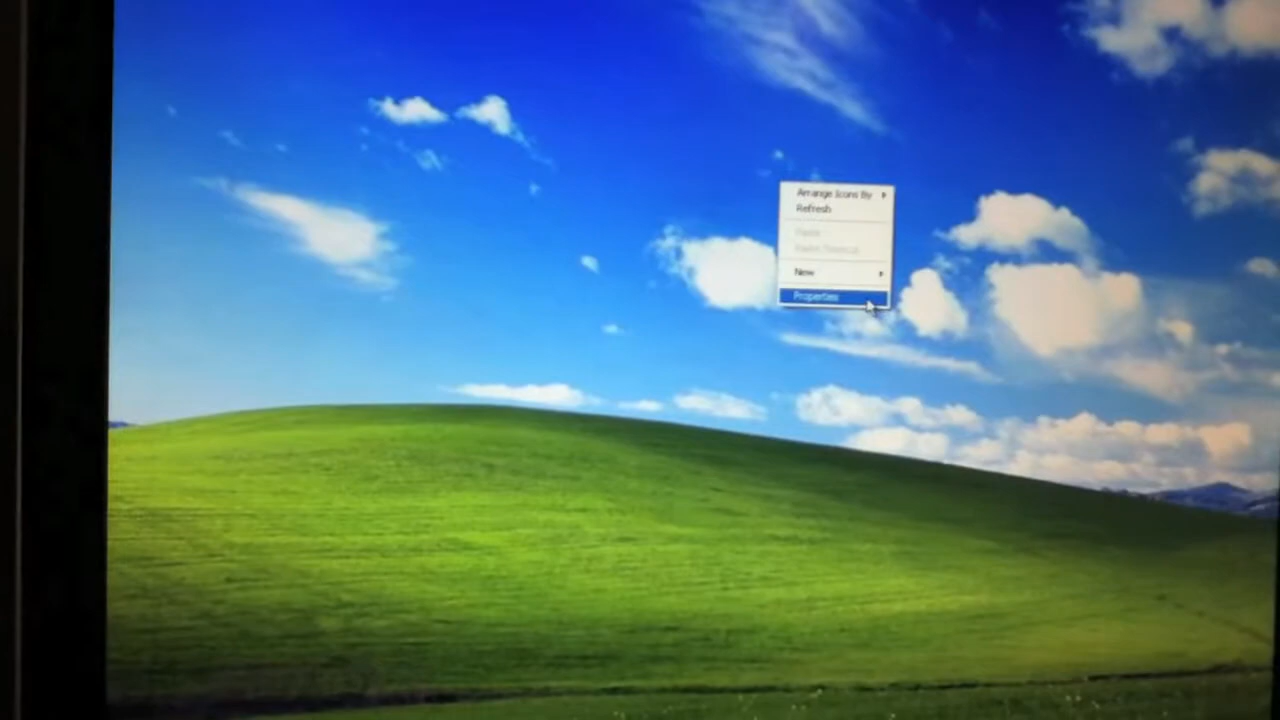 Arrange Icons By
Refresh
Paste
Paste Shortcut
New
Properties